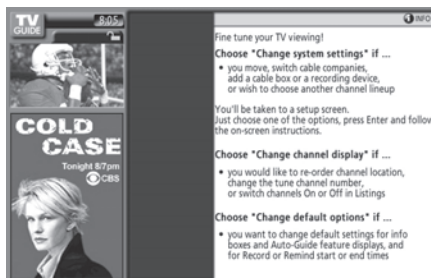 TV
GUIDE
8:05
INFO
Fine tune your TV viewing!
Choose "Change system settings" if ...
• you move, switch cable companies,
add a cable box or a recording device,
or wish to choose another channel lineup
You'll be taken to a setup screen.
Just choose one of the options, press Enter and follow
the on-screen instructions.
Choose "Change channel display" if ...
• you would like to re-order channel location,
change the tune channel number,
or switch channels On or Off in Listings
Choose "Change default options" if ...
• you want to change default settings for info
boxes and Auto-Guide feature displays, and
for Record or Remind start or end times
COLD
CASE
Tonight 8/7pm
CBS